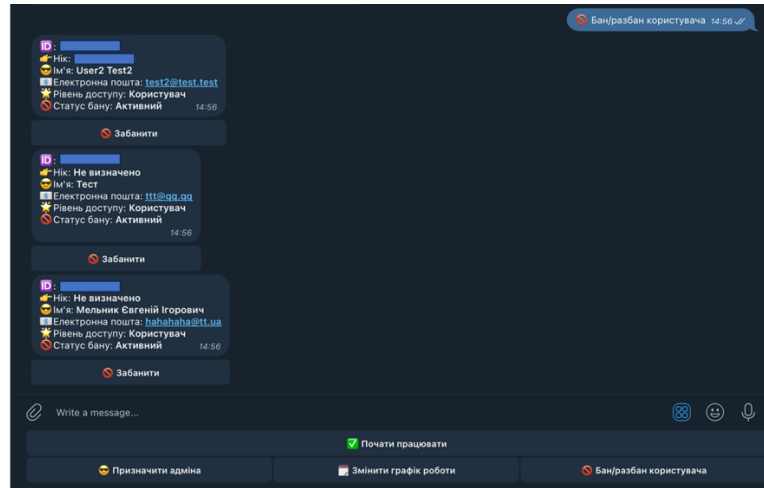 🚫 Бан/разбан користувача 14:56
🆔 :
👉Нік:
😎Ім'я: User2 Test2
📧Електронна пошта: test2@test.test
🌟Рівень доступу: Користувач
🚫Статус бану: Активний 14:56
🚫 Забанити
🆔 :
👉Нік: Не визначено
😎Ім'я: Тест
📧Електронна пошта: ttt@qq.qq
🌟Рівень доступу: Користувач
🚫Статус бану: Активний
14:56
🚫 Забанити
🆔 :
👉Нік: Не визначено
😎Ім'я: Мельник Євгеній Ігорович
📧Електронна пошта: hahahaha@tt.ua
🌟Рівень доступу: Користувач
🚫Статус бану: Активний 14:56
🚫 Забанити
Write a message...
✅ Почати працювати
😎 Призначити адміна 🗓 Змінити графік роботи 🚫 Бан/разбан користувача